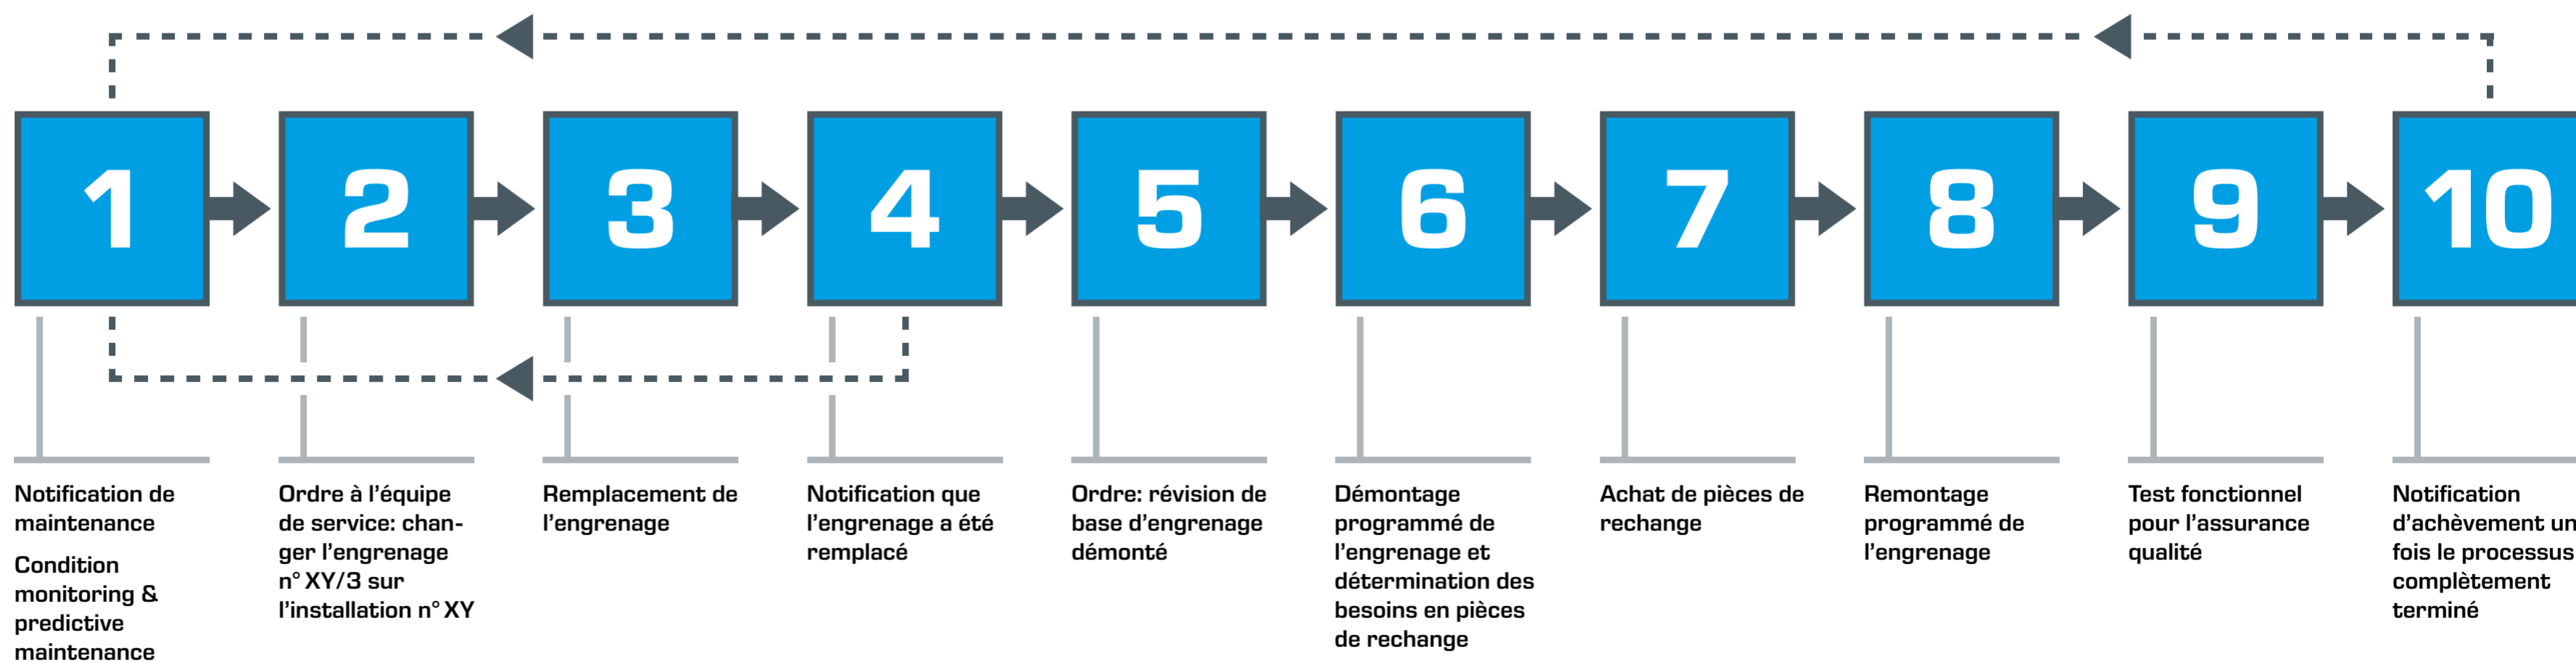 1
2
3
4
5
6
7
8
9
10
Notification de
maintenance
Condition
monitoring &
predictive
maintenance
Ordre à l’équipe
de service: chan-
ger l’engrenage
n° XY/3 sur
l’installation n° XY
Remplacement de
l’engrenage
Notification que
l’engrenage a été
remplacé
Ordre: révision de
base d’engrenage
démonté
Démontage
programmé de
l’engrenage et
détermination des
besoins en pièces
de rechange
Achat de pièces de
rechange
Remontage
programmé de
l’engrenage
Test fonctionnel
pour l’assurance
qualité
Notification
d’achèvement
fois le processus
complètement
terminé